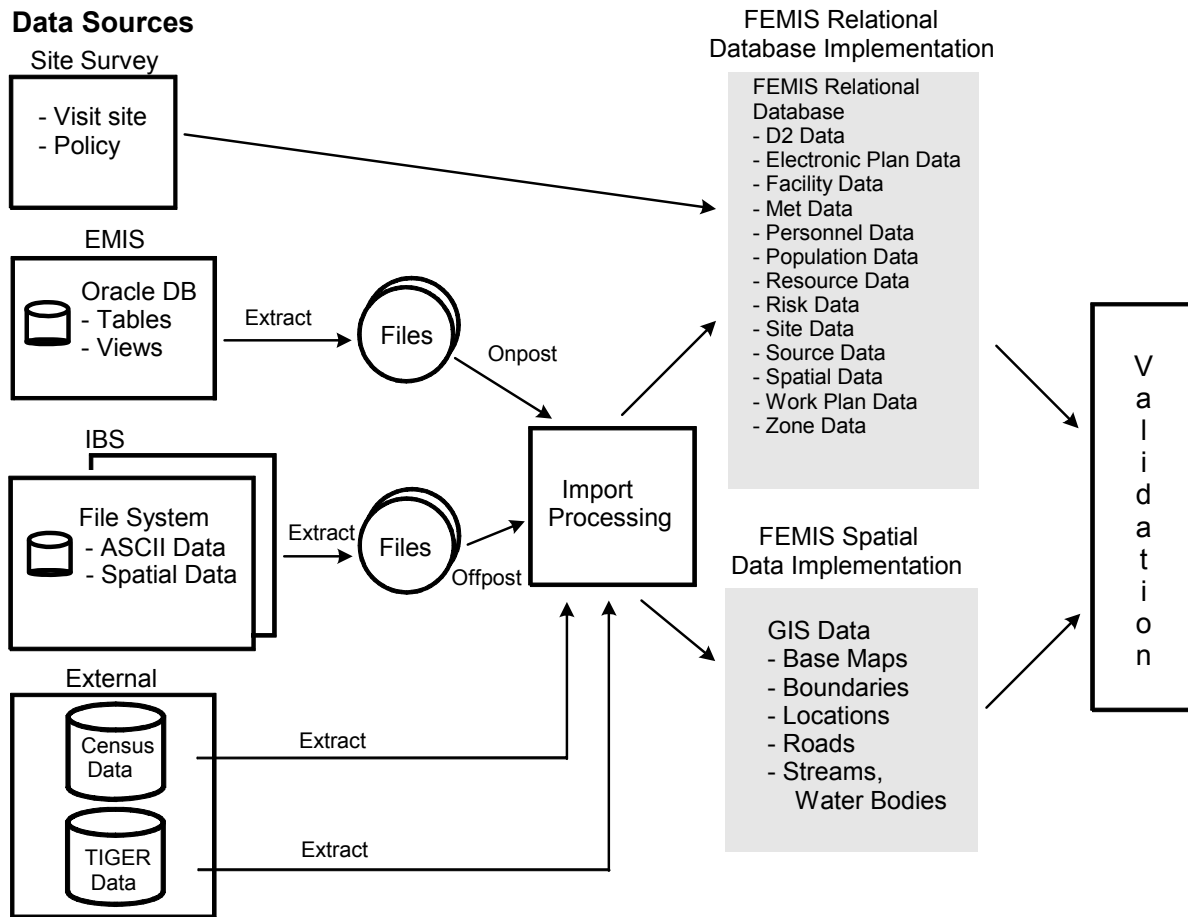 Data Sources
Site Survey
- Visit site
- Policy
EMIS
Oracle DB
- Tables
- Views
Extract
Files
Onpost
IBS
File System
- ASCII Data
- Spatial Data
Extract
Files
Offpost
External
Census
Data
Extract
TIGER
Data
Extract
Import
Processing
FEMIS Relational
Database Implementation
FEMIS Relational
Database
- D2 Data
- Electronic Plan Data
- Facility Data
- Met Data
- Personnel Data
- Population Data
- Resource Data
- Risk Data
- Site Data
- Source Data
- Spatial Data
- Work Plan Data
- Zone Data
FEMIS Spatial
Data Implementation
GIS Data
- Base Maps
- Boundaries
- Locations
- Roads
- Streams,
Water Bodies
Validation